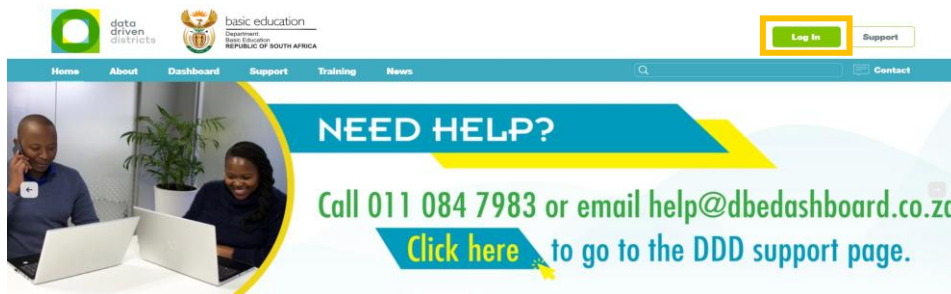 data
driven
districts
basic education
Department:
Basic Education
REPUBLIC OF SOUTH AFRICA
Log In
Support
Home About Dashboard Support Training News
Contact
NEED HELP?
Call 011 084 7983 or email help@dbedashboard.co.za
Click here to go to the DDD support page.